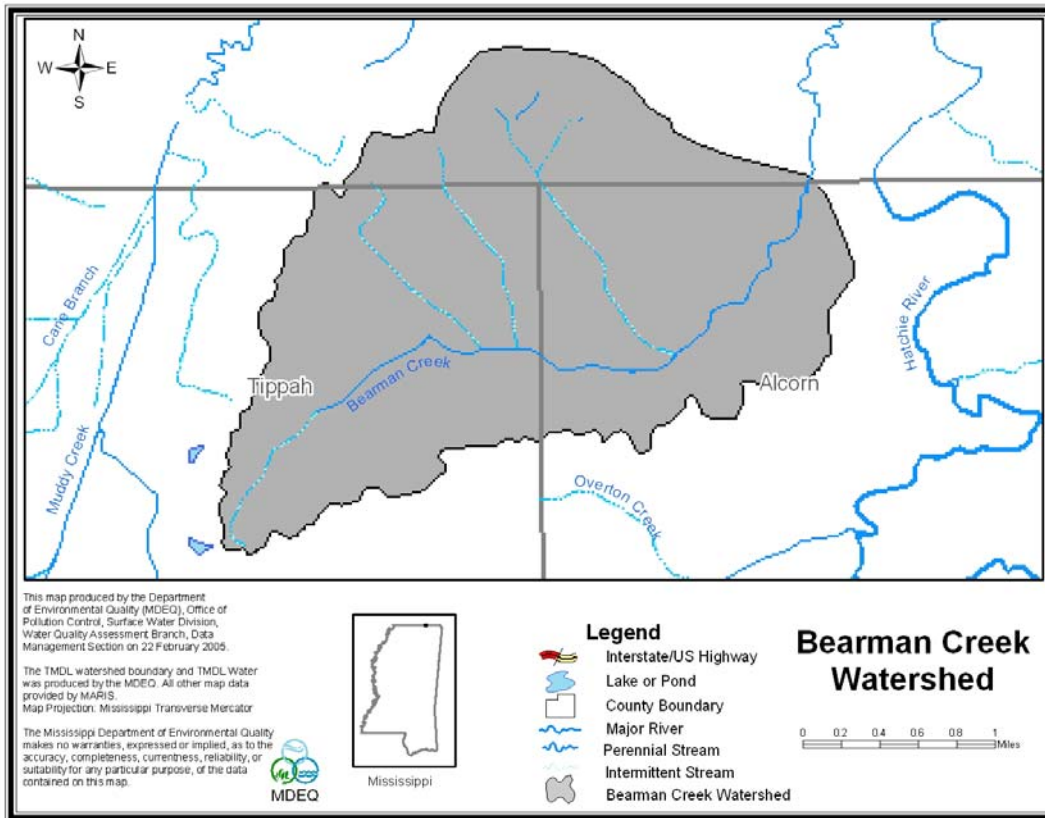 N
W E
S
Cane Branch
Muddy Creek
Tippah
Bearman Creek
Alcorn
Hatchie River
Overton Creek
This map produced by the Department
of Environmental Quality (MDEQ), Office of
Pollution Control, Surface Water Division,
Water Quality Assessment Branch, Data
Management Section on 22 February 2005.
The TMDL watershed boundary and TMDL Water
was produced by the MDEQ. All other map data
provided by MARIS.
Map Projection: Mississippi Transverse Mercator
The Mississippi Department of Environmental Quality
makes no warranties, expressed or implied, as to the
accuracy, completeness, currentness, reliability, or
suitability for any particular purpose, of the data
contained on this map.
MDEQ
Mississippi
Legend
Interstate/US Highway
Lake or Pond
County Boundary
Major River
Perennial Stream
Intermittent Stream
Bearman Creek Watershed
Bearman Creek
Watershed
0 0.2 0.4 0.6 0.8 1
Miles